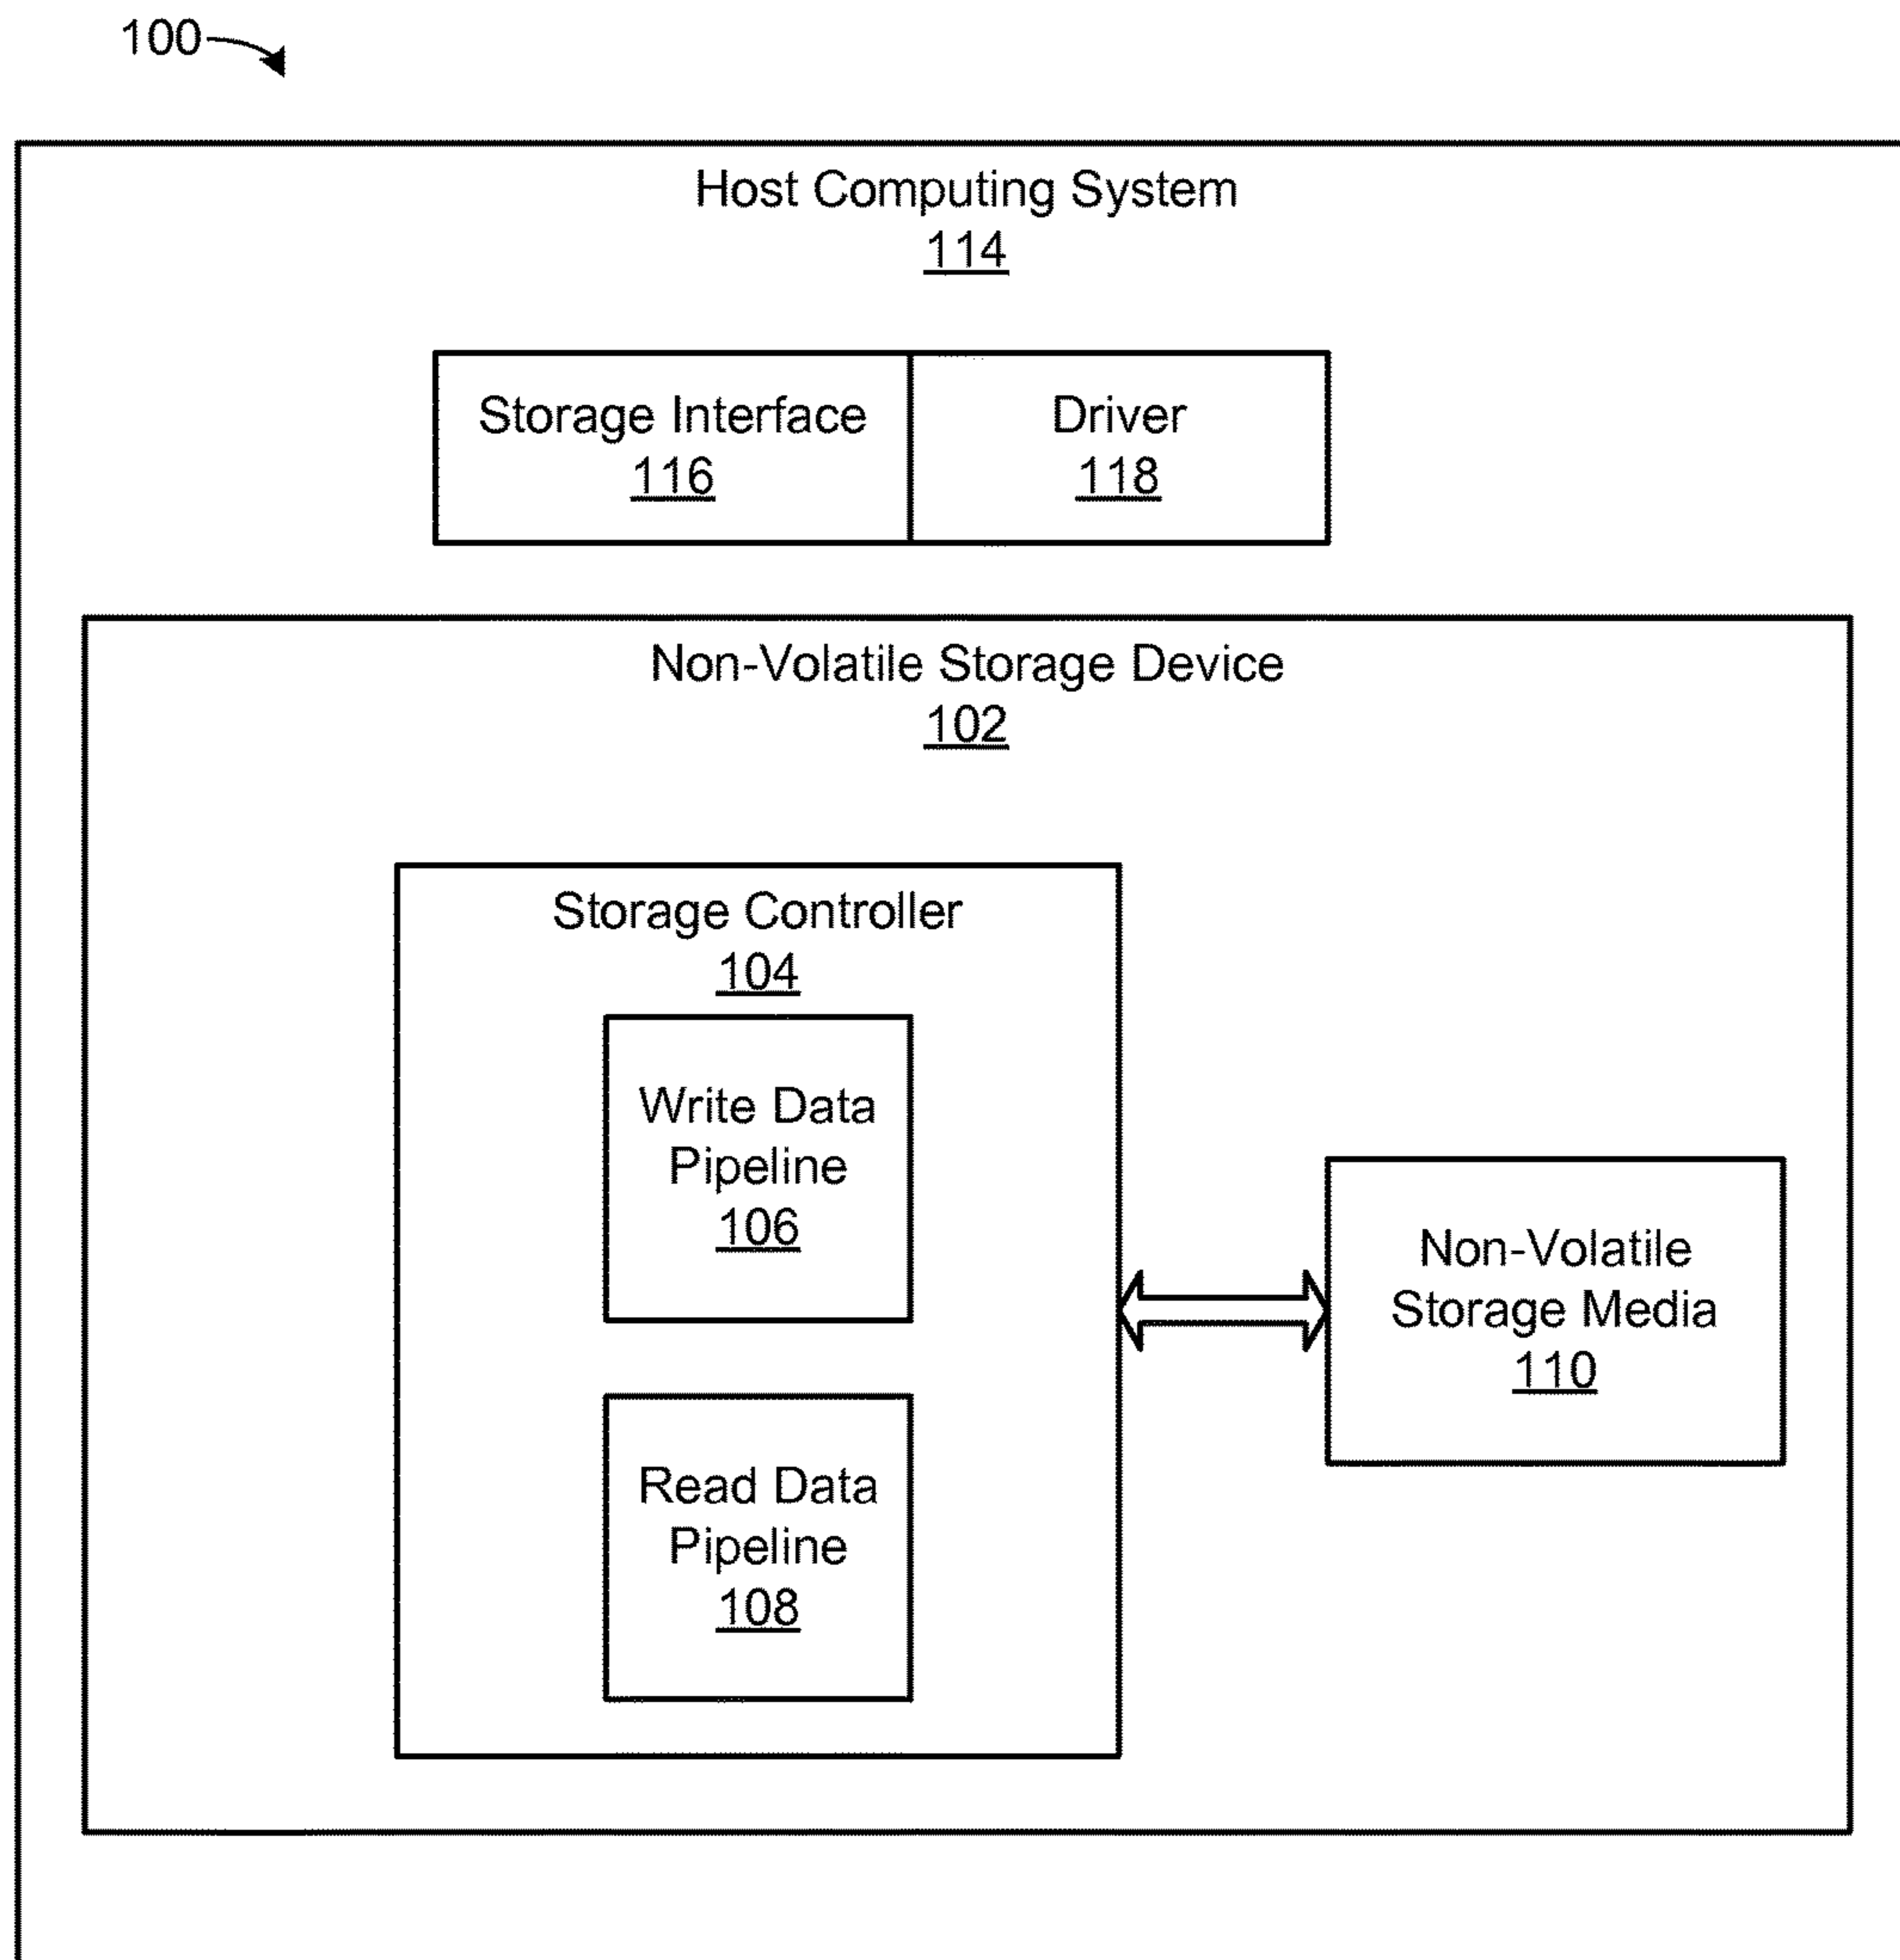 100
Host Computing System
114
Storage Interface
116
Driver
118
Non-Volatile Storage Device
102
Storage Controller
104
Write Data
Pipeline
106
Read Data
Pipeline
108
Non-Volatile
Storage Media
110